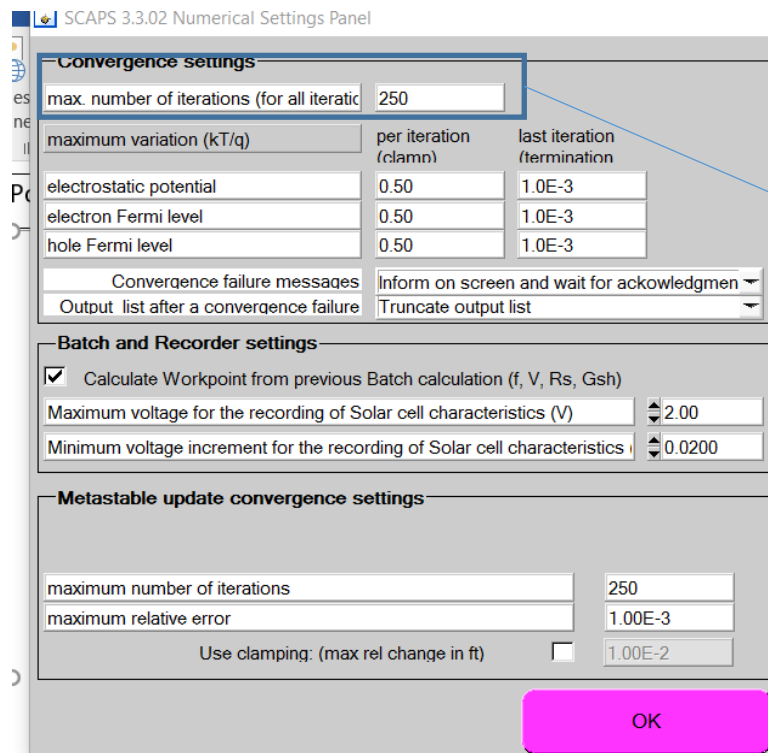 SCAPS 3.3.02 Numerical Settings Panel
Convergence settings
max. number of iterations (for all iteratic 250
maximum variation (kT/q) per iteration (clamp) last iteration (termination
electrostatic potential 0.50 1.0E-3
electron Fermi level 0.50 1.0E-3
hole Fermi level 0.50 1.0E-3
Convergence failure messages Inform on screen and wait for ackowledgmen
Output list after a convergence failure Truncate output list
Batch and Recorder settings
Calculate Workpoint from previous Batch calculation (f, V, Rs, Gsh)
Maximum voltage for the recording of Solar cell characteristics (V) 2.00
Minimum voltage increment for the recording of Solar cell characteristics ( 0.0200
Metastable update convergence settings
maximum number of iterations 250
maximum relative error 1.00E-3
Use clamping: (max rel change in ft) 1.00E-2
OK